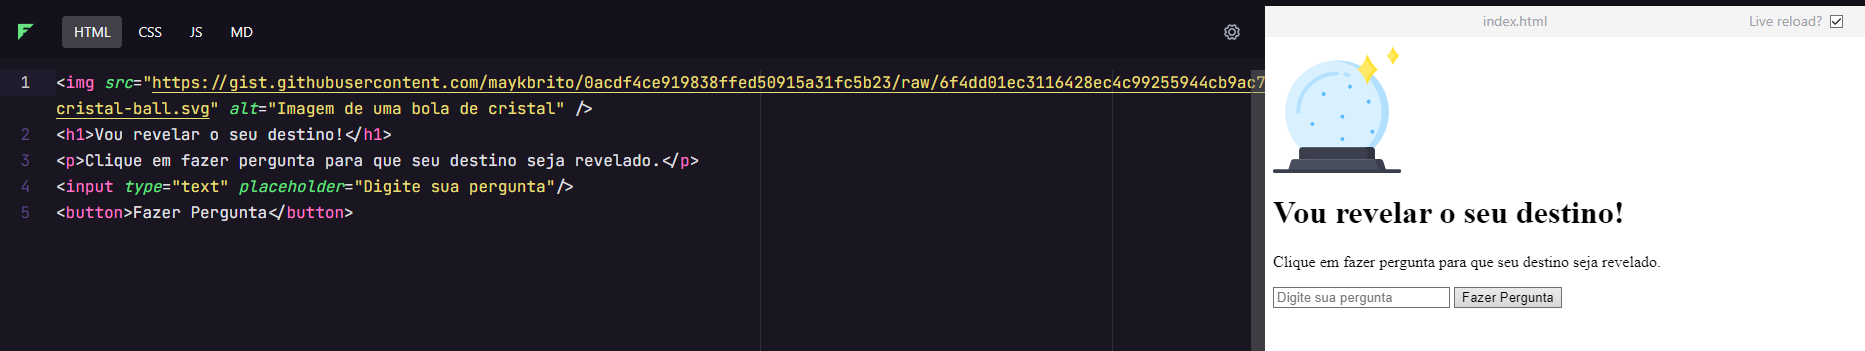 HTML CSS JS MD
1 <img src="https://gist.githubusercontent.com/maykbrito/0acdf4ce919838ffed50915a31fc5b23/raw/6f4dd01ec3116428ec4c99255944cb9ac7
cristal-ball.svg" alt="Imagem de uma bola de cristal" />
2 <h1>Vou revelar o seu destino!</h1>
3 <p>Clique em fazer pergunta para que seu destino seja revelado.</p>
4 <input type="text" placeholder="Digite sua pergunta"/>
5 <button>Fazer Pergunta</button>
index.html Live reload?
Vou revelar o seu destino!
Clique em fazer pergunta para que seu destino seja revelado.
Digite sua pergunta Fazer Pergunta